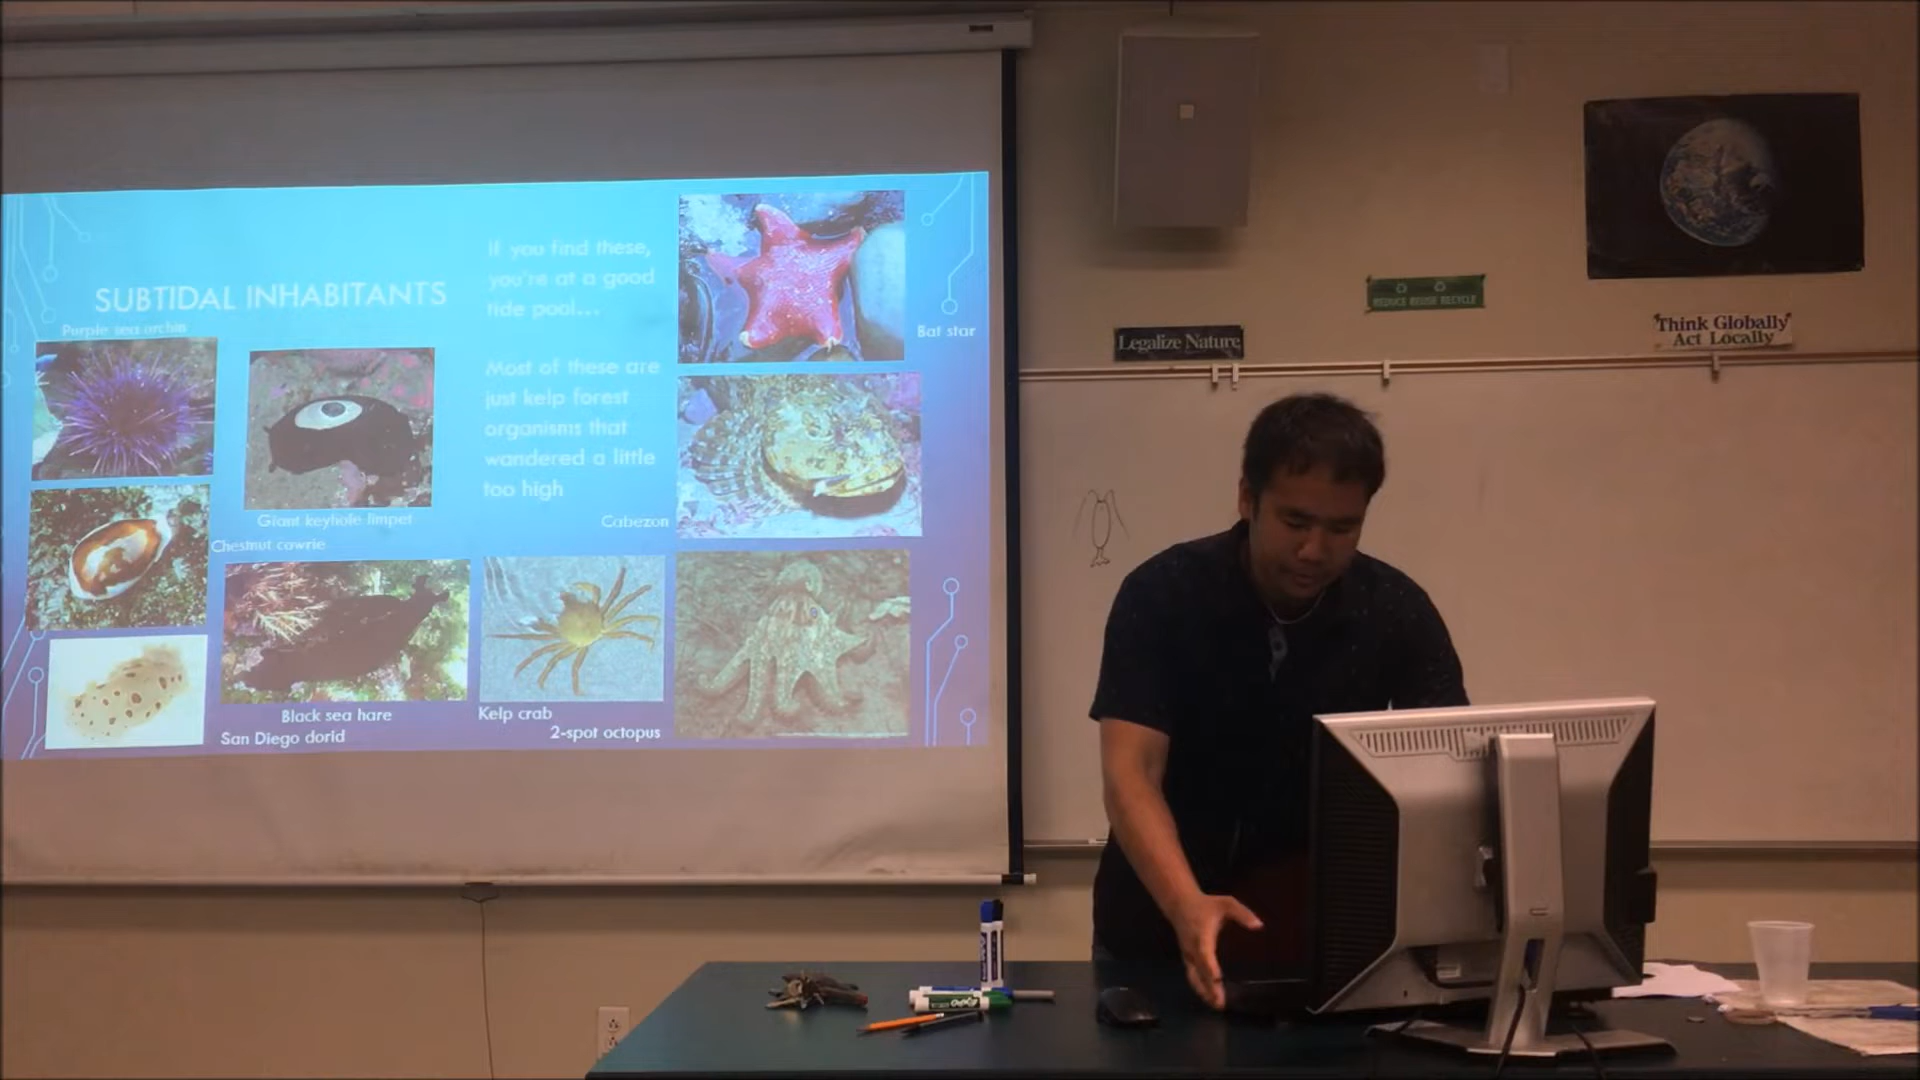 SUBTIDAL INHABITANTS
If you find these,
you're at a good
tide pool...
Most of these are
just kelp forest
organisms that
wandered a little
too high
Purple sea urchin
Giant keyhole limpet
Chestnut cowrie
Black sea hare
San Diego dorid
Kelp crab
2-spot octopus
Cabezon
Bat star
Legalize Nature
REDUCE REUSE RECYCLE
Think Globally
Act Locally
EXPO